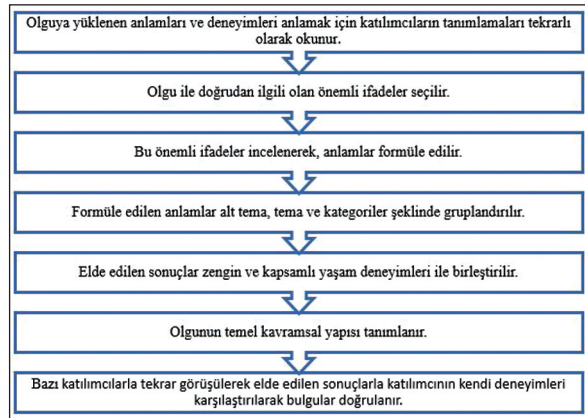 Olguya yüklenen anlamları ve deneyimleri anlamak için katılımcıların tanımlamaları tekrarlı
olarak okunur.
Olgu ile doğrudan ilgili olan önemli ifadeler seçilir.
Bu önemli ifadeler incelenerek, anlamlar formüle edilir.
Formüle edilen anlamlar alt tema, tema ve kategoriler şeklinde gruplandırılır.
Elde edilen sonuçlar zengin ve kapsamlı yaşam deneyimleri ile birleştirilir.
Olgunun temel kavramsal yapısı tanımlanır.
Bazı katılımcılarla tekrar görüşülerek elde edilen sonuçlarla katılımcının kendi deneyimleri
karşılaştırılarak bulgular doğrulanır.